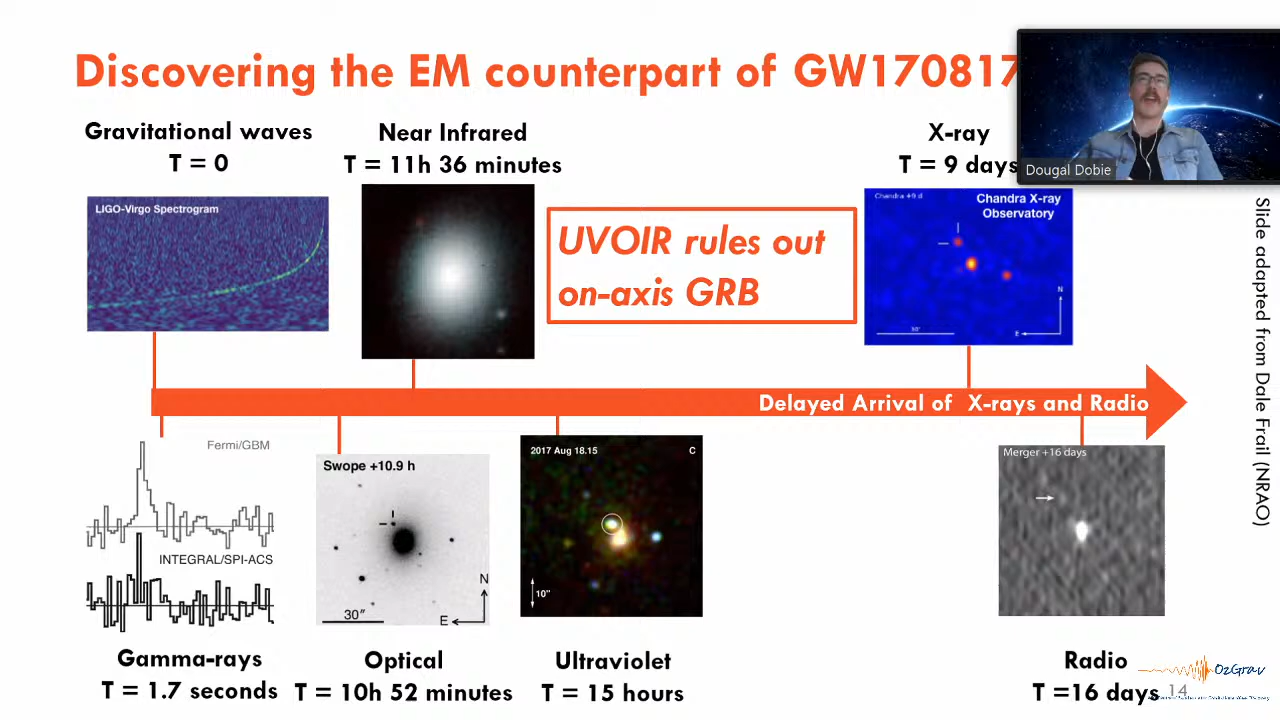 Discovering the EM counterpart of GW170817
Dougal Dobie
Gravitational waves
T = 0
Near Infrared
T = 11h 36 minutes
X-ray
T = 9 days
LIGO-Virgo Spectrogram
UVOIR rules out
on-axis GRB
Chandra +9 d
Chandra X-ray
Observatory
N
E
30"
Slide adapted from Dale Frail (NRAO)
Delayed Arrival of X-rays and Radio
Fermi/GBM
INTEGRAL/SPI-ACS
Swope +10.9 h
N
30"
E
2017 Aug 18.15
C
10"
Merger +16 days
Gamma-rays
T = 1.7 seconds
Optical
T = 10h 52 minutes
Ultraviolet
T = 15 hours
Radio
T =16 days
OzGrav
14